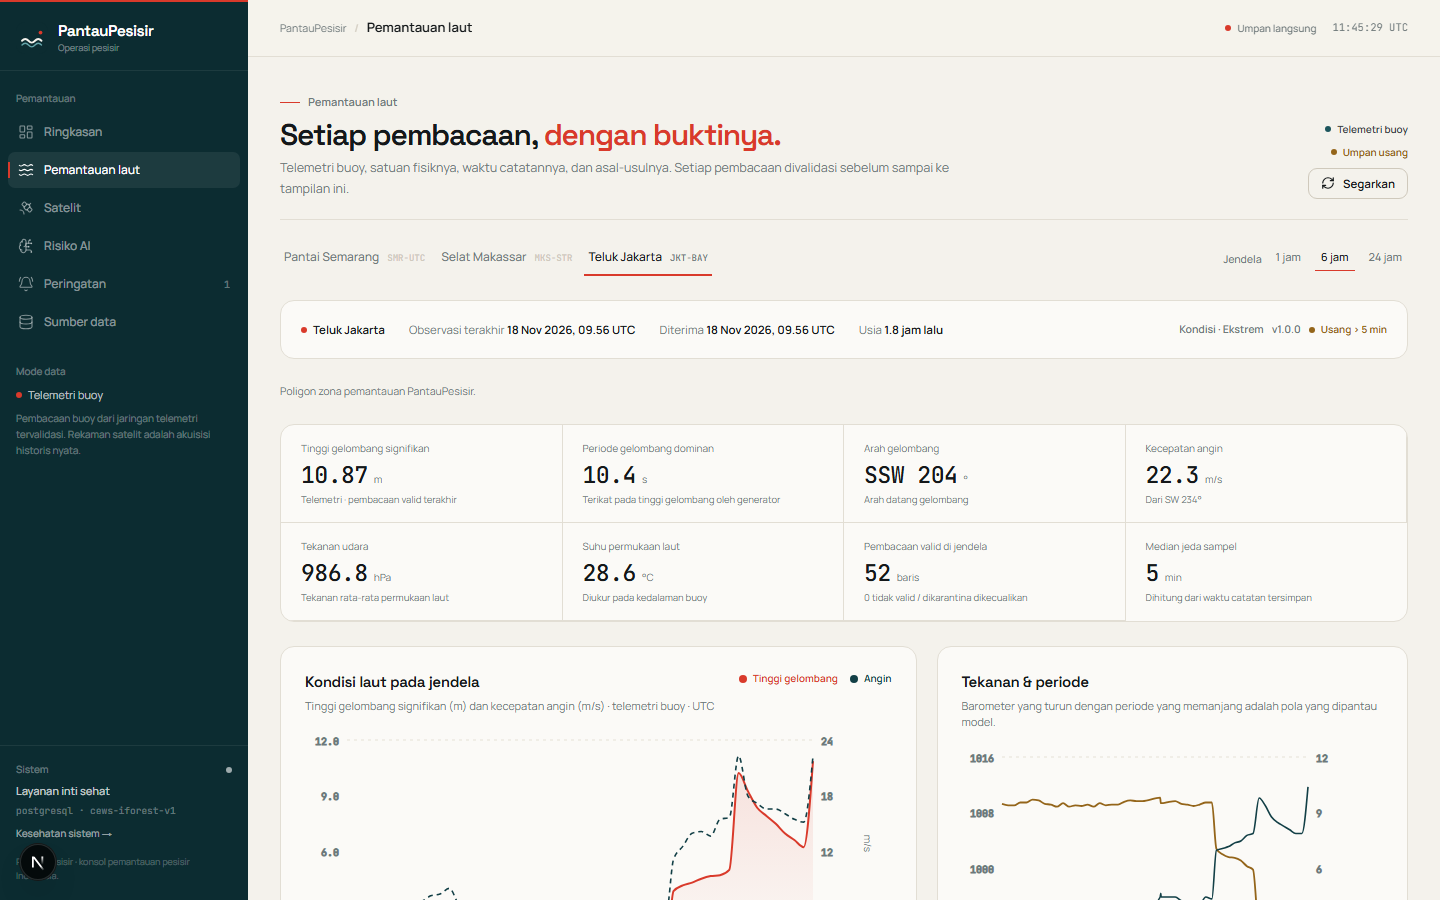 PantauPesisir
Operasi pesisir
Pemantauan
Ringkasan
Pemantauan laut
Satelit
Risiko AI
Peringatan 1
Sumber data
Mode data
Telemetri buoy
Pembacaan buoy dari jaringan telemetri
tervalidasi. Rekaman satelit adalah akuisisi
historis nyata.
Sistem
Layanan inti sehat
postgresql · cews-iforest-v1
Kesehatan sistem →
N
sisir · konsol pemantauan pesisir
PantauPesisir / Pemantauan laut
Umpan langsung 11:45:29 UTC
Pemantauan laut
Setiap pembacaan, dengan buktinya.
Telemetri buoy, satuan fisiknya, waktu catatannya, dan asal-usulnya. Setiap pembacaan divalidasi sebelum sampai ke
tampilan ini.
Telemetri buoy
Umpan usang
Segarkan
Pantai Semarang SMR-UTC Selat Makassar MKS-STR Teluk Jakarta JKT-BAY
Jendela 1 jam 6 jam 24 jam
Teluk Jakarta Observasi terakhir 18 Nov 2026, 09.56 UTC Diterima 18 Nov 2026, 09.56 UTC Usia 1.8 jam lalu
Kondisi · Ekstrem v1.0.0 Usang > 5 min
Poligon zona pemantauan PantauPesisir.
Tinggi gelombang signifikan
10.87 m
Telemetri · pembacaan valid terakhir
Periode gelombang dominan
10.4 s
Terikat pada tinggi gelombang oleh generator
Arah gelombang
SSW 204 °
Arah datang gelombang
Kecepatan angin
22.3 m/s
Dari SW 234°
Tekanan udara
986.8 hPa
Tekanan rata-rata permukaan laut
Suhu permukaan laut
28.6 °C
Diukur pada kedalaman buoy
Pembacaan valid di jendela
52 baris
0 tidak valid / dikarantina dikecualikan
Median jeda sampel
5 min
Dihitung dari waktu catatan tersimpan
Kondisi laut pada jendela
Tinggi gelombang Angin
Tinggi gelombang signifikan (m) dan kecepatan angin (m/s) · telemetri buoy · UTC
12.0 24
9.0 18
6.0 12
m/s
Tekanan & periode
Barometer yang turun dengan periode yang memanjang adalah pola yang dipantau
model.
1016 12
1008 9
1000 6